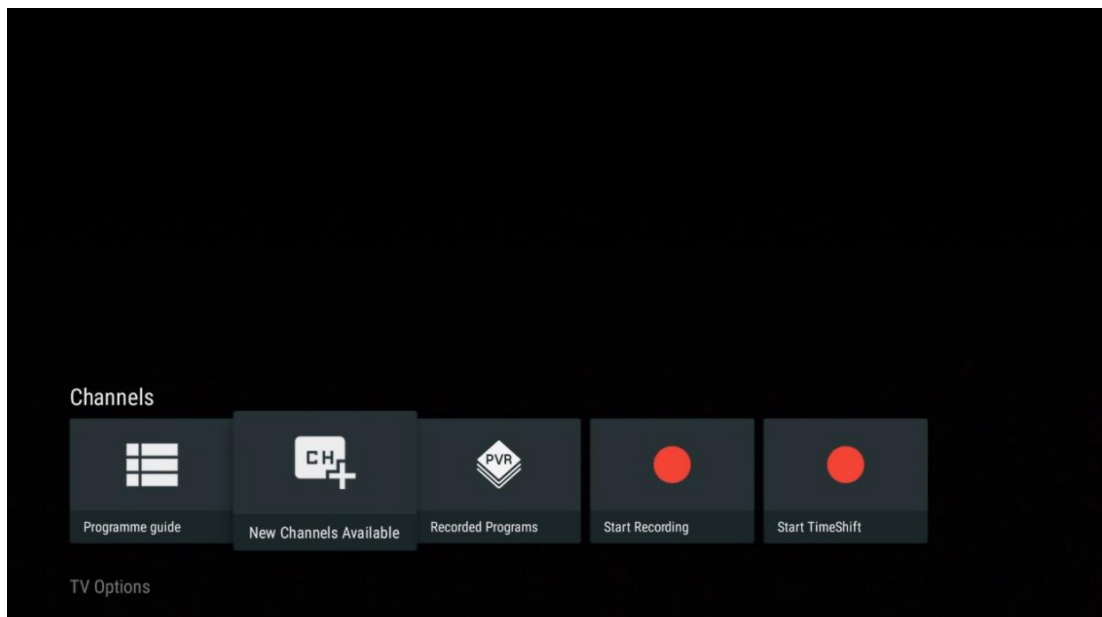 Channels
CH
PVR
Programme guide
New Channels Available
Recorded Programs
Start Recording
Start TimeShift
TV Options